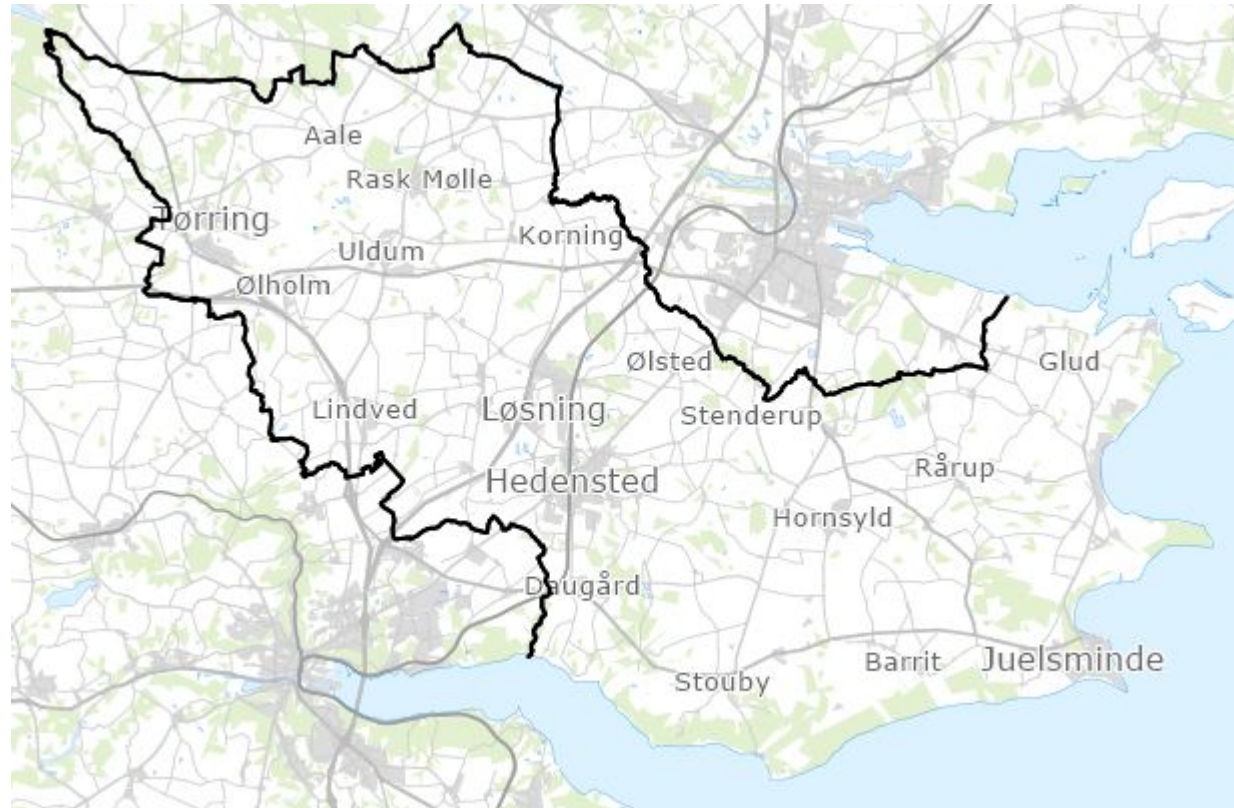 Aale
Rask Mølle
Tørring
Korning
Uldum
Ølholm
Ølsted
Glud
Lindved
Løsning
Stenderup
Rårup
Hedensted
Hornsyld
Daugård
Barrit
Juelsminde
Stouby